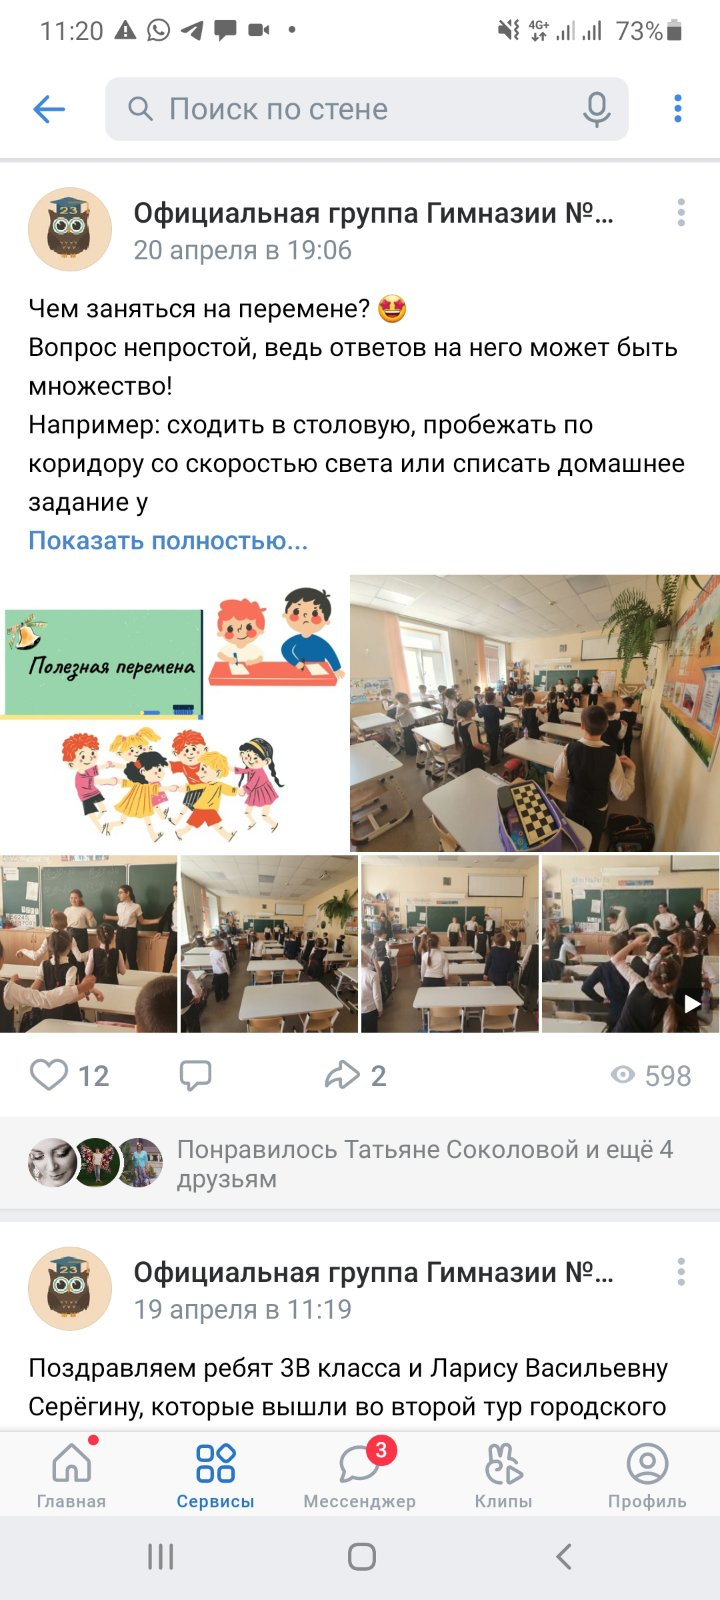 11:20
4G+
73%
Поиск по стене
23
Официальная группа Гимназии №...
20 апреля в 19:06
Чем заняться на перемене?
Вопрос непростой, ведь ответов на него может быть
множество!
Например: сходить в столовую, пробежать по
коридору со скоростью света или списать домашнее
задание у
Показать полностью...
Полезная перемена
12
2
598
Понравилось Татьяне Соколовой и ещё 4
друзьям
23
Официальная группа Гимназии №...
19 апреля в 11:19
Поздравляем ребят 3В класса и Ларису Васильевну
Серёгину, которые вышли во второй тур городского
3
Главная
Сервисы
Мессенджер
Клипы
Профиль